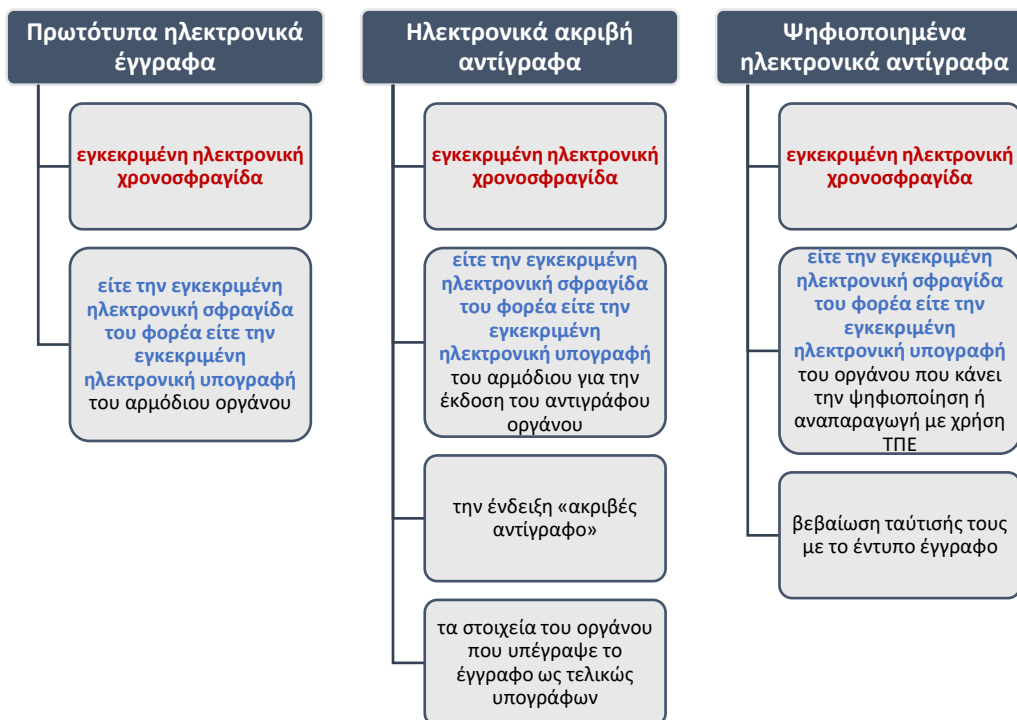 Πρωτότυπα ηλεκτρονικά
έγγραφα
εγκεκριμένη ηλεκτρονική
χρονοσφραγίδα
είτε την εγκεκριμένη
ηλεκτρονική σφραγίδα
του φορέα είτε την
εγκεκριμένη
ηλεκτρονική υπογραφή
του αρμόδιου οργάνου
Ηλεκτρονικά ακριβή
αντίγραφα
εγκεκριμένη ηλεκτρονική
χρονοσφραγίδα
είτε την εγκεκριμένη
ηλεκτρονική σφραγίδα
του φορέα είτε την
εγκεκριμένη
ηλεκτρονική υπογραφή
του αρμόδιου για την
έκδοση του αντιγράφου
οργάνου
την ένδειξη «ακριβές
αντίγραφο»
τα στοιχεία του οργάνου
που υπέγραψε το
έγγραφο ως τελικώς
υπογράφων
Ψηφιοποιημένα
ηλεκτρονικά αντίγραφα
εγκεκριμένη ηλεκτρονική
χρονοσφραγίδα
είτε την εγκεκριμένη
ηλεκτρονική σφραγίδα
του φορέα είτε την
εγκεκριμένη
ηλεκτρονική υπογραφή
του οργάνου που κάνει
την ψηφιοποίηση ή
αναπαραγωγή με χρήση
ΤΠΕ
βεβαίωση ταύτισής τους
με το έντυπο έγγραφο